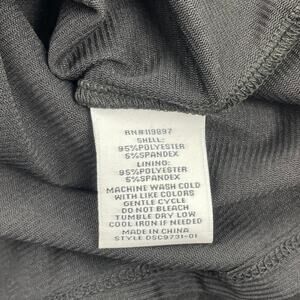 RN#119897
SHELL:
95%POLYESTER
5%SPANDEX
LINING:
95%POLYESTER
5%SPANDEX
MACHINE WASH COLD
WITH LIKE COLORS
GENTLE CYCLE
DO NOT BLEACH
TUMBLE DRY LOW
COOL IRON IF NEEDED
MADE IN CHINA
STYLE DSC9731-01